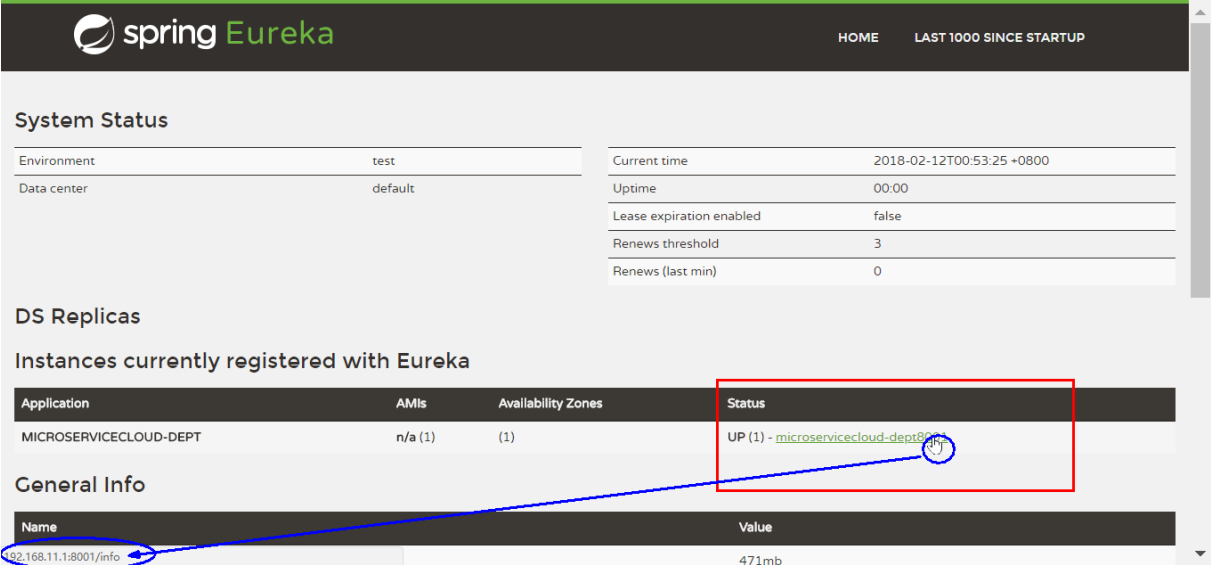 spring Eureka
HOME LAST 1000 SINCE STARTUP
System Status
Environment test
Data center default
Current time 2018-02-12T00:53:25 +0800
Uptime 00:00
Lease expiration enabled false
Renews threshold 3
Renews (last min) 0
DS Replicas
Instances currently registered with Eureka
Application AMIs Availability Zones Status
MICROSERVICECLOUD-DEPT n/a (1) (1) UP (1) - microservicecloud-dept8001
General Info
Name Value
192.168.11.1:8001/info
471mb